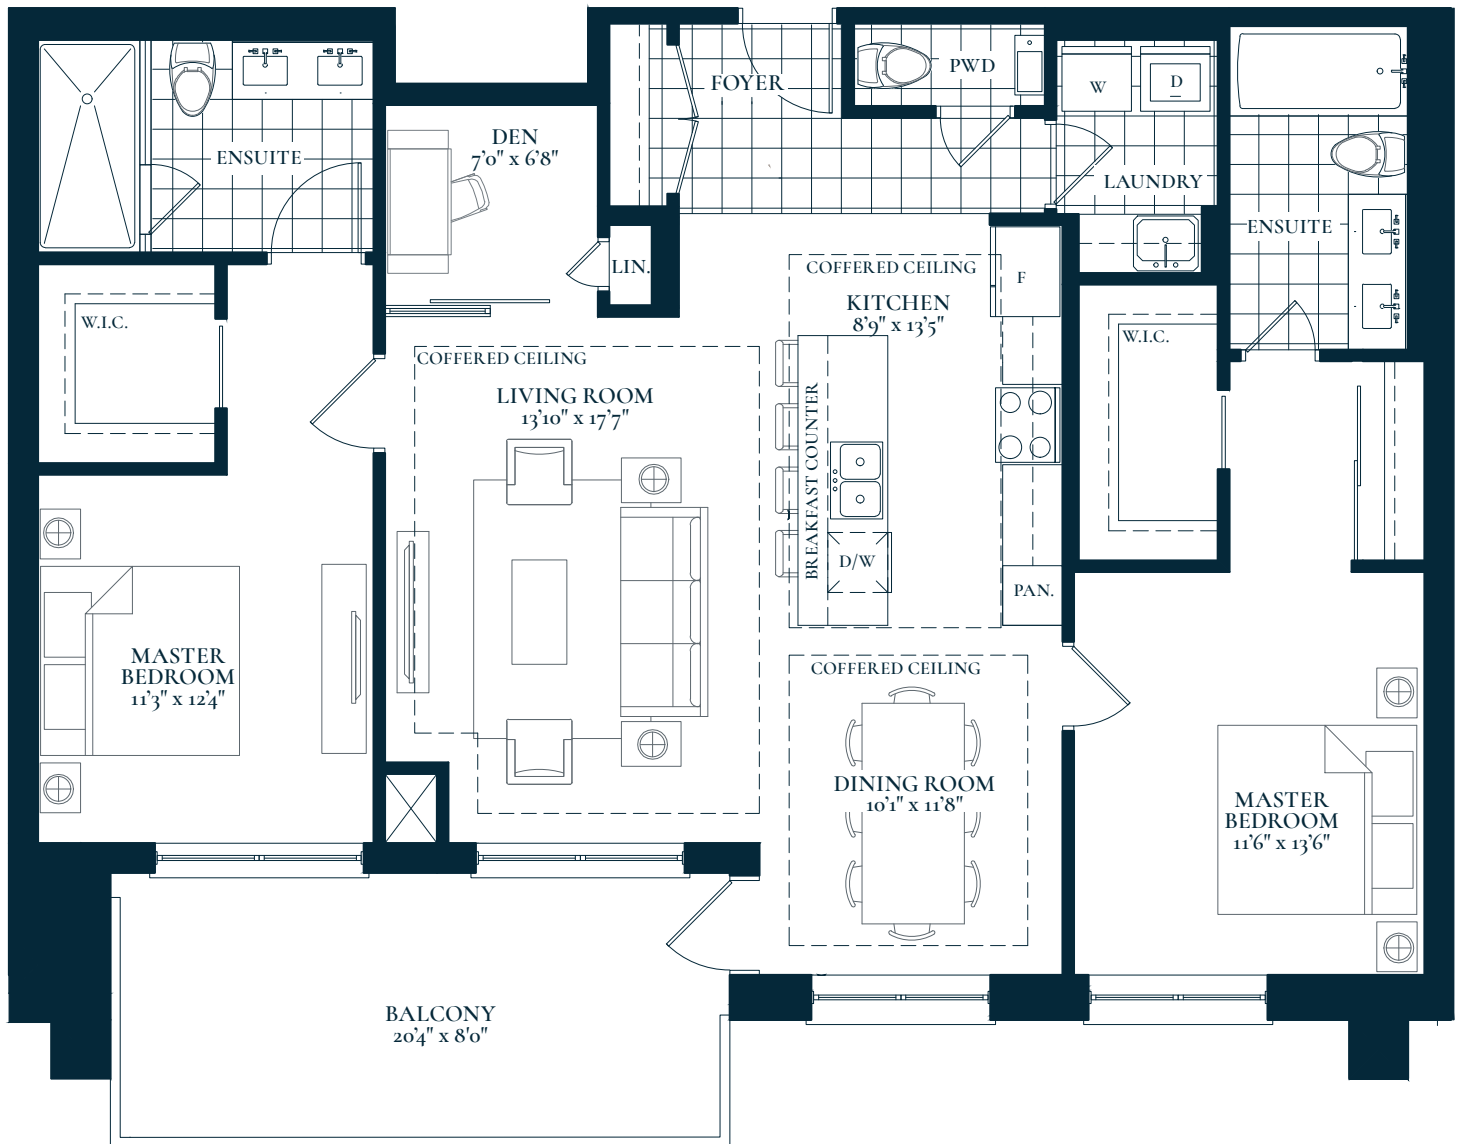 FOYER
PWD
W
D
DEN
7'0" x 6'8"
ENSUITE
LAUNDRY
ENSUITE
LIN.
COFFERED CEILING
F
KITCHEN
8'9" x 13'5"
W.I.C.
W.I.C.
COFFERED CEILING
LIVING ROOM
13'10" x 17'7"
BREAKFAST COUNTER
D/W
PAN.
MASTER
BEDROOM
11'3" x 12'4"
COFFERED CEILING
DINING ROOM
10'1" x 11'8"
MASTER
BEDROOM
11'6" x 13'6"
BALCONY
20'4" x 8'0"